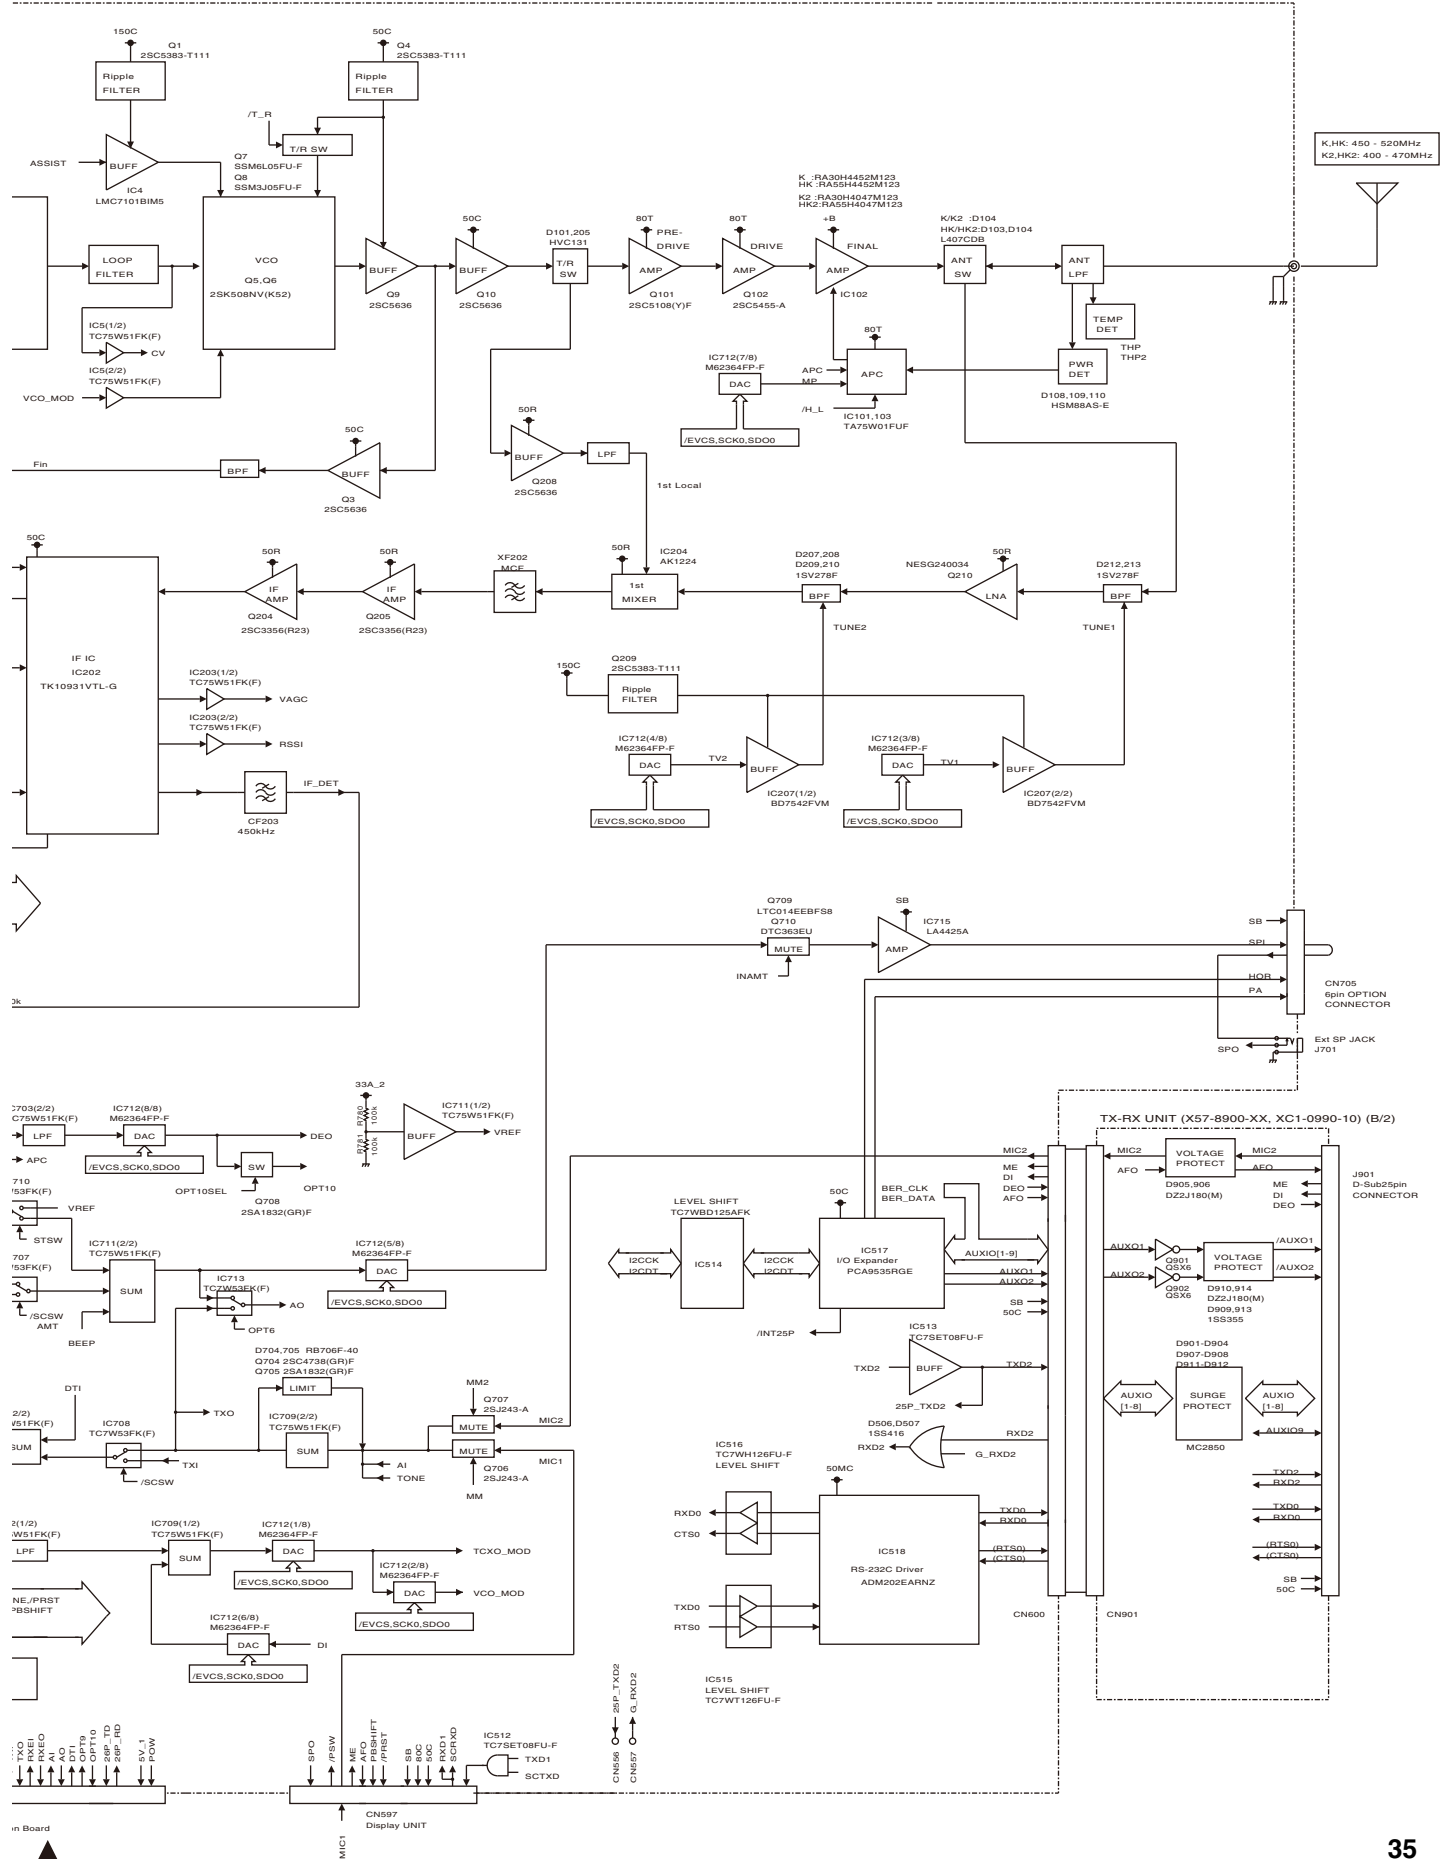 150C
Q1
2SC5383-T111
Ripple
FILTER
50C
Q4
2SC5383-T111
Ripple
FILTER
/T_R
T/R SW
Q7
SSM6L05FU-F
Q8
SSM3J05FU-F
ASSIST
BUFF
IC4
LMC7101BIM5
K,HK: 450 - 520MHz
K2,HK2: 400 - 470MHz
LOOP
FILTER
VCO
Q5,Q6
2SK508NV(K52)
BUFF
Q9
2SC5636
50C
BUFF
Q10
2SC5636
D101,205
HVC131
T/R
SW
80T
PRE-
DRIVE
AMP
Q101
2SC5108(Y)F
80T
DRIVE
AMP
Q102
2SC5455-A
K :RA30H4452M123
HK :RA55H4452M123
K2 :RA30H4047M123
HK2:RA55H4047M123
+B
FINAL
AMP
IC102
K/K2 :D104
HK/HK2:D103,D104
L407CDB
ANT
SW
ANT
LPF
TEMP
DET
THP
THP2
PWR
DET
D108,109,110
HSM88AS-E
IC5(1/2)
TC75W51FK(F)
CV
IC5(2/2)
TC75W51FK(F)
VCO_MOD
80T
IC712(7/8)
M62364FP-F
DAC
APC
MP
APC
/H_L
IC101,103
TA75W01FUF
/EVCS,SCK0,SDO0
Fin
BPF
50C
BUFF
Q3
2SC5636
50R
BUFF
Q208
2SC5636
LPF
1st Local
50C
IF IC
IC202
TK10931VTL-G
50R
IF
AMP
Q204
2SC3356(R23)
50R
IF
AMP
Q205
2SC3356(R23)
XF202
MCF
50R
IC204
AK1224
1st
MIXER
D207,208
D209,210
1SV278F
BPF
TUNE2
NESG240034
Q210
50R
LNA
D212,213
1SV278F
BPF
TUNE1
IC203(1/2)
TC75W51FK(F)
VAGC
IC203(2/2)
TC75W51FK(F)
RSSI
IF_DET
CF203
450kHz
150C
Q209
2SC5383-T111
Ripple
FILTER
IC712(4/8)
M62364FP-F
DAC
TV2
BUFF
IC207(1/2)
BD7542FVM
/EVCS,SCK0,SDO0
IC712(3/8)
M62364FP-F
DAC
TV1
BUFF
IC207(2/2)
BD7542FVM
/EVCS,SCK0,SDO0
Q709
LTC014EEBFS8
Q710
DTC363EU
MUTE
INAMT
SB
AMP
IC715
LA4425A
SB
SPI
HOR
PA
CN705
6pin OPTION
CONNECTOR
SPO
Ext SP JACK
J701
0k
C703(2/2)
C75W51FK(F)
LPF
APC
IC712(8/8)
M62364FP-F
DAC
DEO
/EVCS,SCK0,SDO0
SW
OPT10SEL
OPT10
Q708
2SA1832(GR)F
33A_2
R780
100k
R781
100k
BUFF
IC711(1/2)
TC75W51FK(F)
VREF
710
/53FK(F)
VREF
STSW
707
/53FK(F)
/SCSW
AMT
BEEP
IC711(2/2)
TC75W51FK(F)
SUM
IC713
TC7W53FK(F)
AO
OPT6
IC712(5/8)
M62364FP-F
DAC
/EVCS,SCK0,SDO0
TX-RX UNIT (X57-8900-XX, XC1-0990-10) (B/2)
MIC2
ME
DI
DEO
AFO
MIC2
AFO
VOLTAGE
PROTECT
D905,906
DZ2J180(M)
MIC2
AFO
ME
DI
DEO
J901
D-Sub25pin
CONNECTOR
LEVEL SHIFT
TC7WBD125AFK
I2CCK
I2CDT
IC514
I2CCK
I2CDT
50C
IC517
I/O Expander
PCA9535RGE
BER_CLK
BER_DATA
AUXIO[1-9]
AUXO1
AUXO2
SB
50C
/INT25P
AUXO1
AUXO2
Q901
QSX6
Q902
QSX6
VOLTAGE
PROTECT
D910,914
DZ2J180(M)
D909,913
1SS355
/AUXO1
/AUXO2
IC513
TC7SET08FU-F
TXD2
BUFF
TXD2
25P_TXD2
D901-D904
D907-D908
D911-D912
AUXIO
[1-8]
SURGE
PROTECT
MC2850
AUXIO
[1-8]
AUXIO9
D506,D507
1SS416
RXD2
RXD2
G_RXD2
D704,705 RB706F-40
Q704 2SC4738(GR)F
Q705 2SA1832(GR)F
LIMIT
DTI
2/2)
W51FK(F)
SUM
TXO
IC708
TC7W53FK(F)
TXI
/SCSW
IC709(2/2)
TC75W51FK(F)
SUM
AI
TONE
MM2
Q707
2SJ243-A
MUTE
MIC2
MUTE
Q706
2SJ243-A
MIC1
MM
IC516
TC7WH126FU-F
LEVEL SHIFT
50MC
RXD0
CTS0
TXD0
RTS0
IC518
RS-232C Driver
ADM202EARNZ
TXD0
RXD0
(RTS0)
(CTS0)
TXD2
RXD2
TXD0
RXD0
(RTS0)
(CTS0)
SB
50C
CN600
CN901
IC515
LEVEL SHIFT
TC7WT126FU-F
2(1/2)
W51FK(F)
LPF
IC709(1/2)
TC75W51FK(F)
SUM
IC712(1/8)
M62364FP-F
DAC
TCXO_MOD
/EVCS,SCK0,SDO0
IC712(2/8)
M62364FP-F
DAC
VCO_MOD
/EVCS,SCK0,SDO0
NE,/PRST
PBSHIFT
IC712(6/8)
M62364FP-F
DAC
DI
/EVCS,SCK0,SDO0
TXO
RXEI
RXEO
AI
AO
DTI
OPT9
OPT10
26P_TD
26P_RD
5V_1
POW
SPO
/PSW
ME
AFO
PBSHIFT
/PRST
SB
80C
50C
RXD1
SCRXD
IC512
TC7SET08FU-F
TXD1
SCTXD
CN597
Display UNIT
MIC1
25P_TXD2
G_RXD2
CN556
CN557
on Board
35